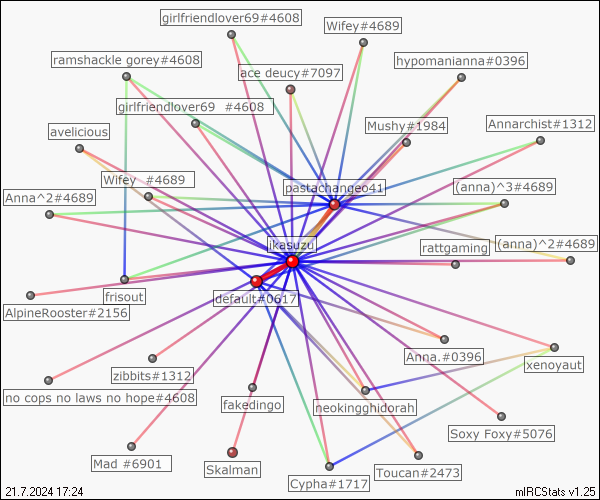 girlfriendlover69#4608
Wifey#4689
ramshackle gorey#4608
hypomanianna#0396
ace deucy#7097
girlfriendlover69 #4608
Mushy#1984
Annarchist#1312
avelicious
Wifey_#4689
pastachangeo41
(anna)^3#4689
Anna^2#4689
ikasuzu
rattgaming
(anna)^2#4689
frisout
default#0617
AlpineRooster#2156
Anna.#0396
xenoyaut
zibbits#1312
no cops no laws no hope#4608
fakedingo
neokingghidorah
Soxy Foxy#5076
Mad #6901
Skalman
Cypha#1717
Toucan#2473
21.7.2024 17:24
mIRCStats v1.25